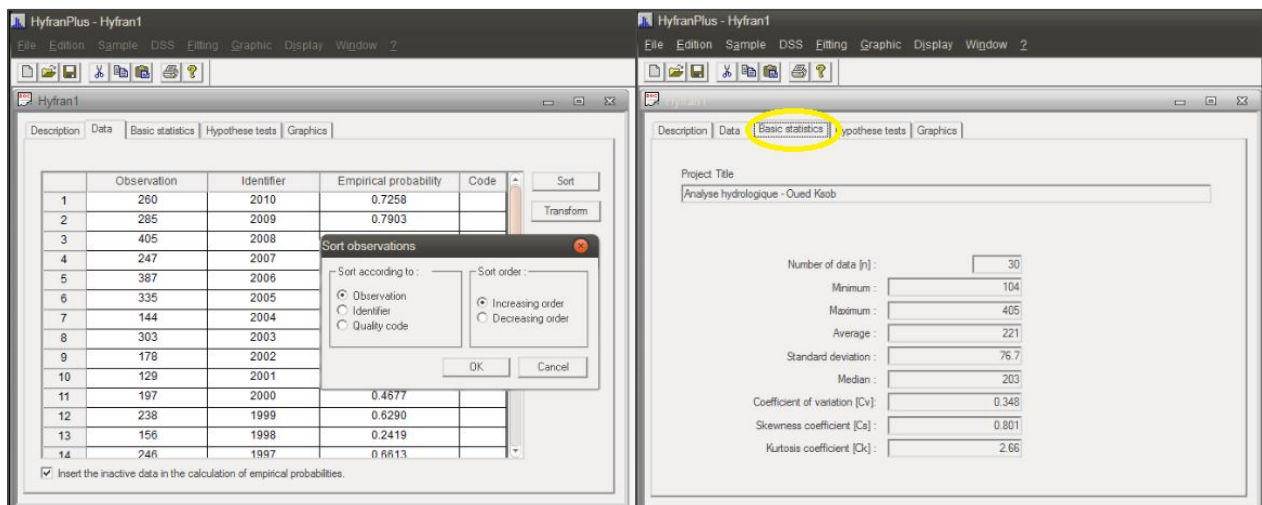 HyfranPlus - Hyfran1
File Edition Sample DSS Fitting Graphic Display Window ?
Hyfran1
Description Data Basic statistics Hypothese tests Graphics
Observation Identifier Empirical probability Code
1 260 2010 0.7258
2 285 2009 0.7903
3 405 2008
4 247 2007
5 387 2006
6 335 2005
7 144 2004
8 303 2003
9 178 2002
10 129 2001
11 197 2000 0.4677
12 238 1999 0.6290
13 156 1998 0.2419
14 246 1997 0.6613
Sort
Transform
Sort observations
Sort according to :
Observation
Identifier
Quality code
Sort order :
Increasing order
Decreasing order
OK Cancel
Insert the inactive data in the calculation of empirical probabilities.
HyfranPlus - Hyfran1
File Edition Sample DSS Fitting Graphic Display Window ?
Hyfran1
Description Data Basic statistics ypothese tests Graphics
Project Title
Analyse hydrologique - Oued Ksob
Number of data [n] : 30
Minimum : 104
Maximum : 405
Average : 221
Standard deviation : 76.7
Median : 203
Coefficient of variation [Cv]: 0.348
Skewness coefficient [Cs] : 0.801
Kurtosis coefficient [Ck] : 2.66